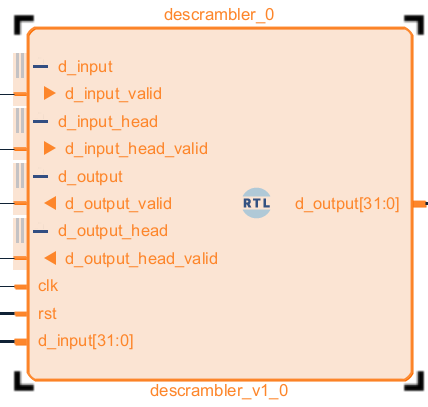 descrambler_0
d_input
d_input_valid
d_input_head
d_input_head_valid
d_output
d_output_valid
d_output_head
d_output_head_valid
clk
rst
d_input[31:0]
RTL
d_output[31:0]
descrambler_v1_0